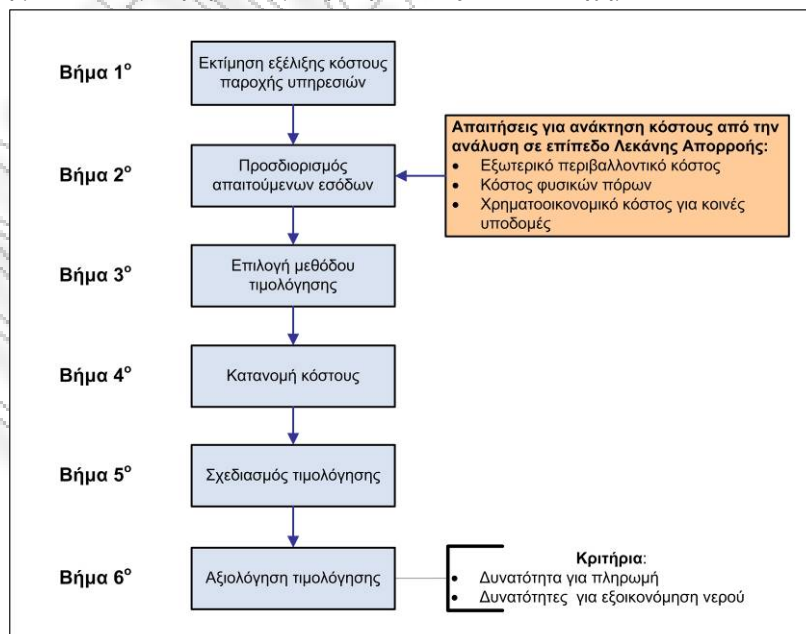 Βήμα 1ο
Εκτίμηση εξέλιξης κόστους
παροχής υπηρεσιών
Βήμα 2ο
Προσδιορισμός
απαιτούμενων εσόδων
Απαιτήσεις για ανάκτηση κόστους από την
ανάλυση σε επίπεδο Λεκάνης Απορροής:
• Εξωτερικό περιβαλλοντικό κόστος
• Κόστος φυσικών πόρων
• Χρηματοοικονομικό κόστος για κοινές
υποδομές
Βήμα 3ο
Επιλογή μεθόδου
τιμολόγησης
Βήμα 4ο
Κατανομή κόστους
Βήμα 5ο
Σχεδιασμός τιμολόγησης
Βήμα 6ο
Αξιολόγηση τιμολόγησης
Κριτήρια:
• Δυνατότητα για πληρωμή
• Δυνατότητες για εξοικονόμηση νερού